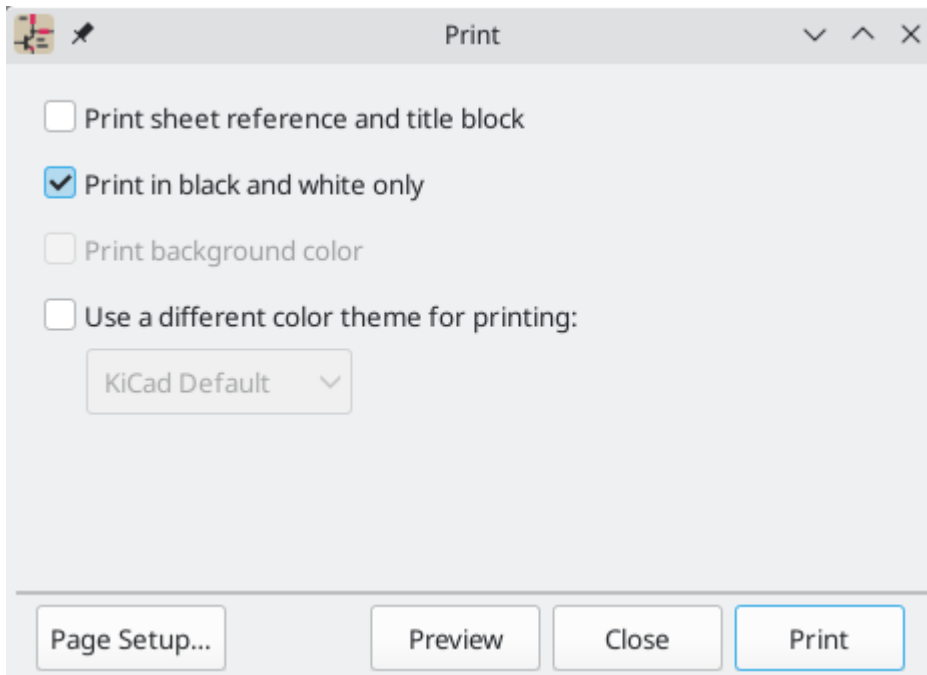 Print
Print sheet reference and title block
Print in black and white only
Print background color
Use a different color theme for printing:
KiCad Default
Page Setup... Preview Close Print